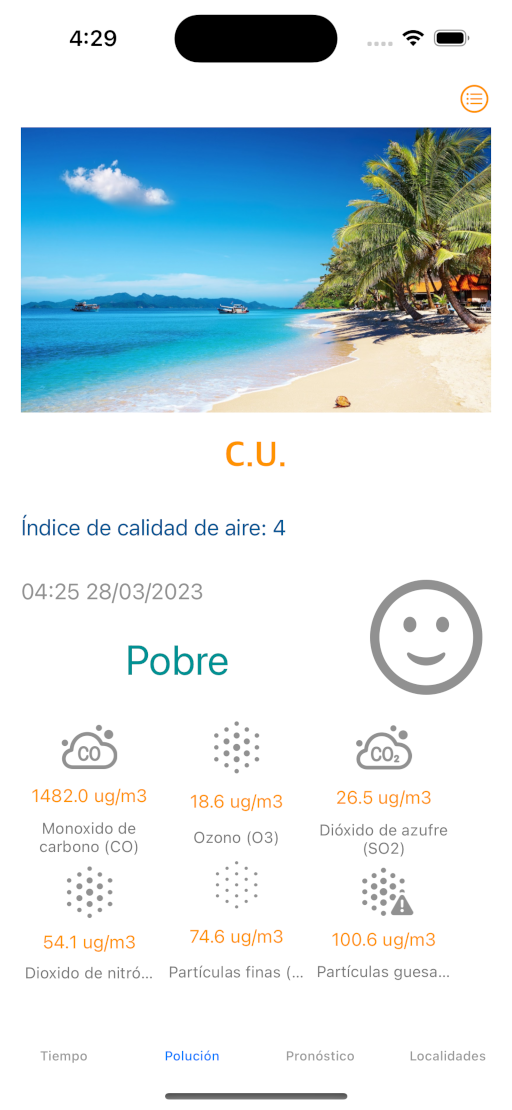 4:29
C.U.
Índice de calidad de aire: 4
04:25 28/03/2023
Pobre
CO
CO₂
1482.0 ug/m3
18.6 ug/m3
26.5 ug/m3
Monoxido de
carbono (CO)
Ozono (O3)
Dióxido de azufre
(SO2)
54.1 ug/m3
74.6 ug/m3
100.6 ug/m3
Dioxido de nitró...
Partículas finas (...
Partículas guesa...
Tiempo
Polución
Pronóstico
Localidades